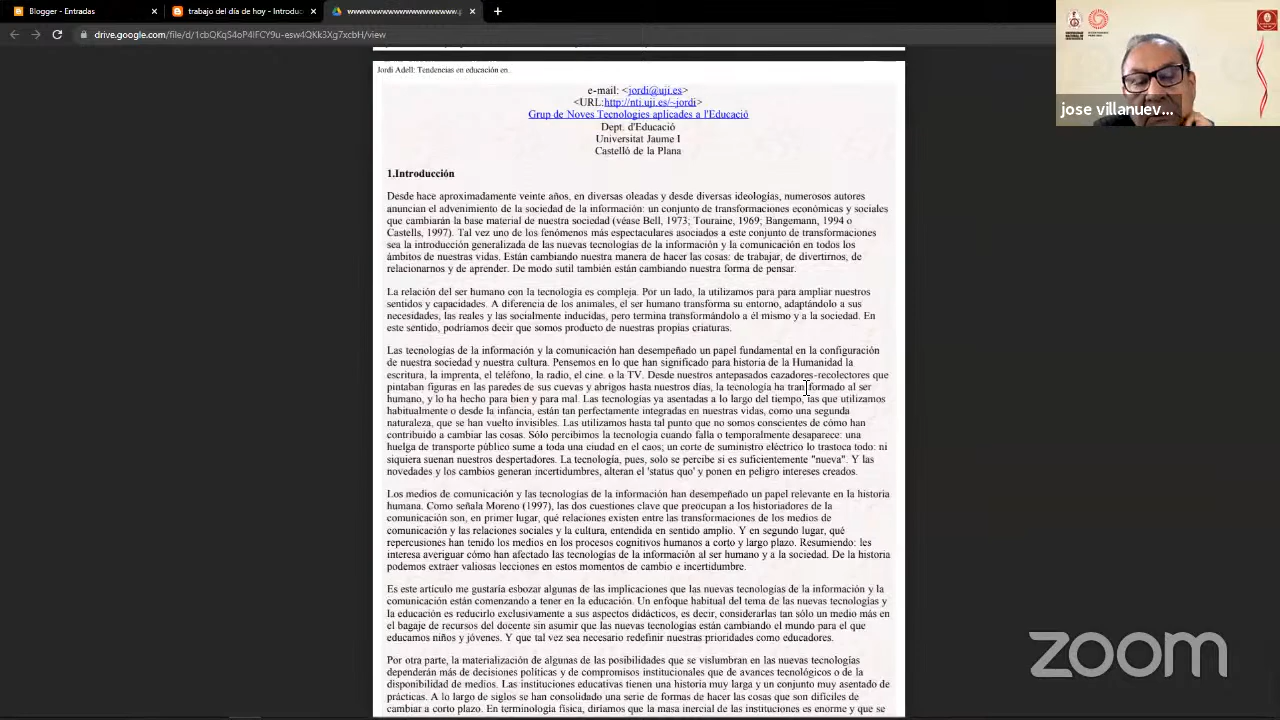 Blogger: Entradas
Blogger
trabajoqS04T0.pdf - Google D
bidireccional videos - YouTube
drive.google.com/file/d/1cbQntQaS04oP4lFCY9u-esw4QKk3Xg7xcbH/view
jose villanuev...
Jordi Adell: Tendencias en educación en.
e-mail: <jordi@uji.es>
<URL:http://nti.uji.es/~jordi>
Grup de Noves Tecnologies aplicades a l'Educació
Dept. d'Educació
Universitat Jaume I
Castelló de la Plana
1.Introducción
Desde hace aproximadamente veinte años, en diversas oleadas y desde diversas ideologías, numerosos autores
anuncian el advenimiento de la sociedad de la información: un conjunto de transformaciones económicas y sociales
que cambiarán la base material de nuestra sociedad (véase Bell, 1973; Touraine, 1969; Bangemann, 1994 o
Castells, 1997). Tal vez uno de los fenómenos más espectaculares asociados a este conjunto de transformaciones
sea la introducción generalizada de las nuevas tecnologías de la información y la comunicación en todos los
ámbitos de nuestras vidas. Están cambiando nuestra manera de hacer las cosas: de trabajar, de divertirnos, de
relacionarnos y de aprender. De modo sutil también están cambiando nuestra forma de pensar.
La relación del ser humano con la tecnología es compleja. Por un lado, la utilizamos para para ampliar nuestros
sentidos y capacidades. A diferencia de los animales, el ser humano transforma su entorno, adaptándolo a sus
necesidades, las reales y las socialmente inducidas, pero termina transformándolo a él mismo y a la sociedad. En
este sentido, podríamos decir que somos producto de nuestras propias criaturas.
Las tecnologías de la información y la comunicación han desempeñado un papel fundamental en la configuración
de nuestra sociedad y nuestra cultura. Pensemos en lo que han significado para historia de la Humanidad la
escritura, la imprenta, el teléfono, la radio, el cine. o la TV. Desde nuestros antepasados cazadores-recolectores que
pintaban figuras en las paredes de sus cuevas y abrigos hasta nuestros días, la tecnología ha transformado al ser
humano, y lo ha hecho para bien y para mal. Las tecnologías ya asentadas a lo largo del tiempo, las que utilizamos
habitualmente o desde la infancia, están tan perfectamente integradas en nuestras vidas, como una segunda
naturaleza, que se han vuelto invisibles. Las utilizamos hasta tal punto que no somos conscientes de cómo han
contribuido a cambiar las cosas. Sólo percibimos la tecnología cuando falla o temporalmente desaparece: una
huelga de transporte público sume a toda una ciudad en el caos; un corte de suministro eléctrico lo trastoca todo: ni
siquiera suenan nuestros despertadores. La tecnología, pues, solo se percibe si es suficientemente "nueva". Y las
novedades y los cambios generan incertidumbres, alteran el 'status quo' y ponen en peligro intereses creados.
Los medios de comunicación y las tecnologías de la información han desempeñado un papel relevante en la historia
humana. Como señala Moreno (1997), las dos cuestiones clave que preocupan a los historiadores de la
comunicación son, en primer lugar, qué relaciones existen entre las transformaciones de los medios de
comunicación y las relaciones sociales y la cultura, entendida en sentido amplio. Y en segundo lugar, qué
repercusiones han tenido los medios en los procesos cognitivos humanos a corto y largo plazo. Resumiendo: les
interesa averiguar cómo han afectado las tecnologías de la información al ser humano y a la sociedad. De la historia
podemos extraer valiosas lecciones en estos momentos de cambio e incertidumbre.
Es este artículo me gustaría esbozar algunas de las implicaciones que las nuevas tecnologías de la información y la
comunicación están comenzando a tener en la educación. Un enfoque habitual del tema de las nuevas tecnologías y
la educación es reducirlo exclusivamente a sus aspectos didácticos, es decir, considerarlas tan sólo un medio más en
el bagaje de recursos del docente sin asumir que las nuevas tecnologías están cambiando el mundo para el que
educamos niños y jóvenes. Y que tal vez sea necesario redefinir nuestras prioridades como educadores.
Por otra parte, la materialización de algunas de las posibilidades que se vislumbran en las nuevas tecnologías
dependerán más de decisiones políticas y de compromisos institucionales que de avances tecnológicos o de la
disponibilidad de medios. Las instituciones educativas tienen una historia muy larga y un conjunto muy asentado de
prácticas. A lo largo de siglos se han consolidado una serie de formas de hacer las cosas que son difíciles de
cambiar a corto plazo. En terminología física, diríamos que la masa inercial de las instituciones es enorme y que se
zoom